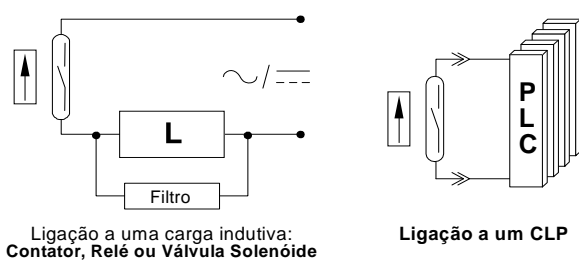 L
Filtro
Ligação a uma carga indutiva:
Contator, Relé ou Válvula Solenóide
P
L
C
Ligação a um CLP